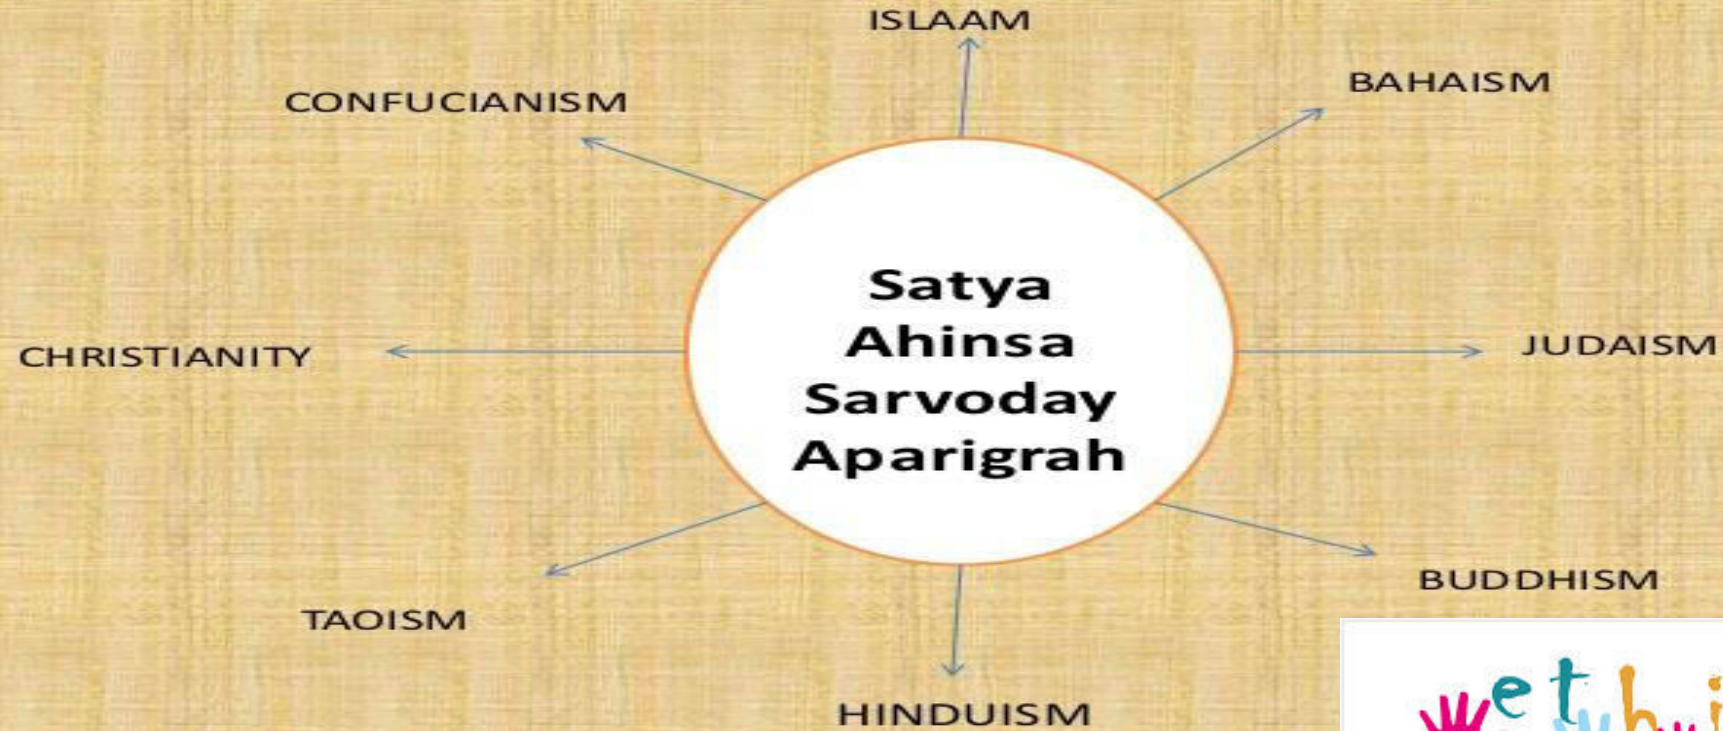 ISLAAM
CONFUCIANISM
BAHAISM
Satya
Ahinsa
Sarvoday
Aparigrah
CHRISTIANITY
JUDAISM
TAOISM
BUDDHISM
HINDUISM